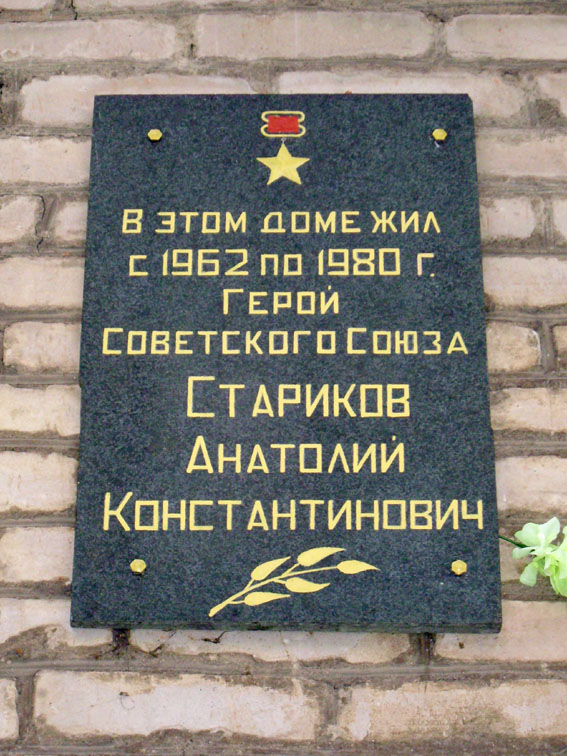 В ЭТОМ ДОМЕ ЖИЛ
С 1962 ПО 1980 Г.
ГЕРОЙ
СОВЕТСКОГО СОЮЗА
СТАРИКОВ
АНАТОЛИЙ
КОНСТАНТИНОВИЧ